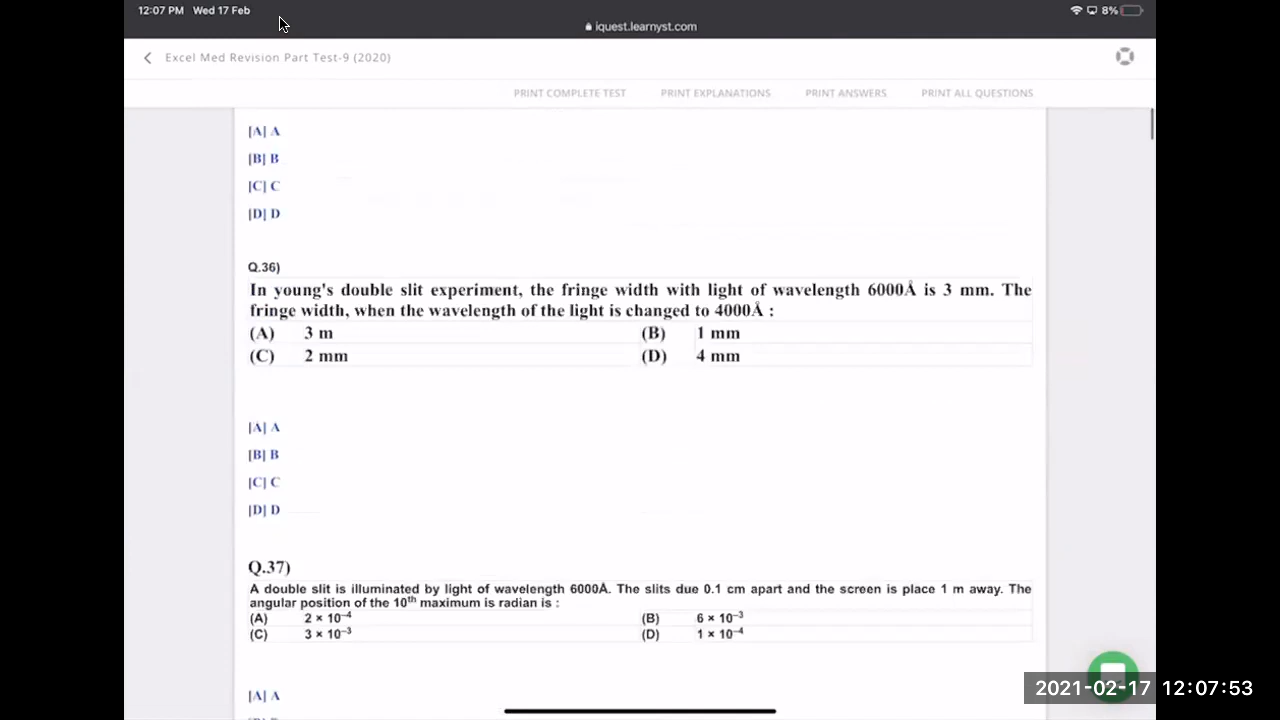 12:07 PM Wed 17 Feb
8%
iquest.learnyst.com
Excel Med Revision Part Test-9 (2020)
PRINT COMPLETE TEST PRINT EXPLANATIONS PRINT ANSWERS PRINT ALL QUESTIONS
|A| A
|B| B
|C| C
|D| D
Q.36)
In young's double slit experiment, the fringe width with light of wavelength 6000Å is 3 mm. The
fringe width, when the wavelength of the light is changed to 4000Å :
(A) 3 m (B) 1 mm
(C) 2 mm (D) 4 mm
|A| A
|B| B
|C| C
|D| D
Q.37)
A double slit is illuminated by light of wavelength 6000Å. The slits due 0.1 cm apart and the screen is place 1 m away. The
angular position of the 10th maximum is radian is :
(A) 2 × 10⁻⁴ (B) 6 × 10⁻³
(C) 3 × 10⁻³ (D) 1 × 10⁻⁴
|A| A
2021-02-17 12:07:53